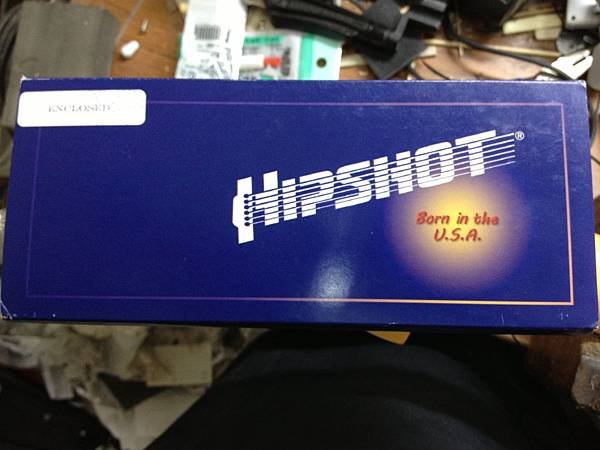 ENCLOSED
HIPSHOT®
Born in the
U.S.A.